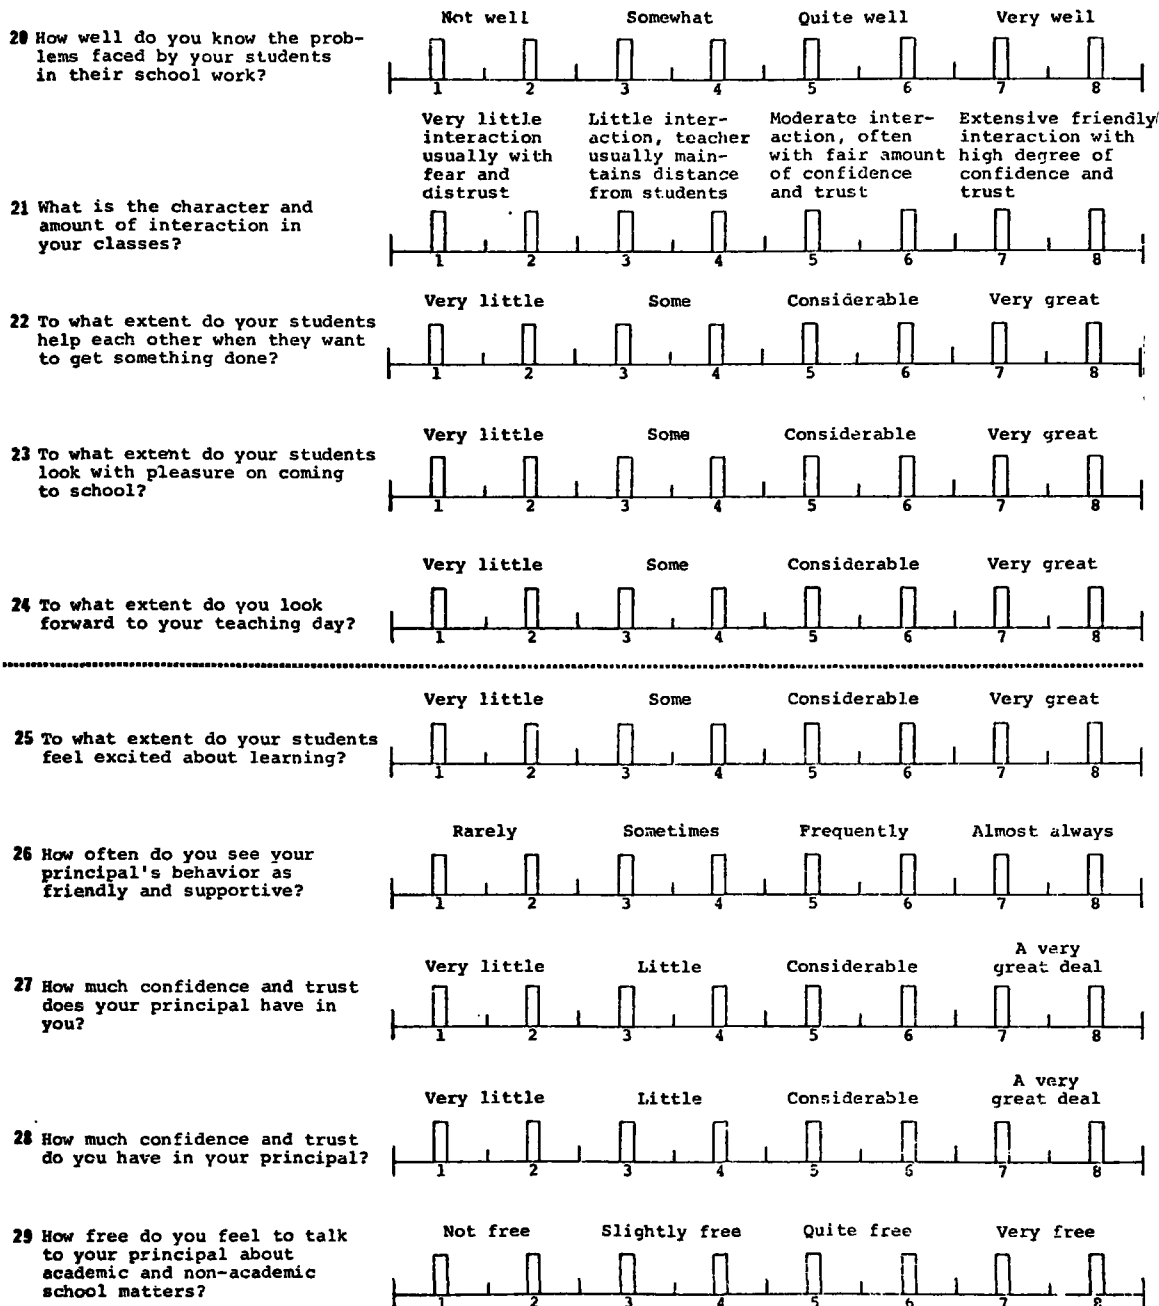 Not well Somewhat Quite well Very well
20 How well do you know the prob-
lems faced by your students
in their school work?
1 2 3 4 5 6 7 8
Very little Little inter- Moderate inter- Extensive friendly
interaction action, teacher action, often interaction with
usually with usually main- with fair amount high degree of
fear and tains distance of confidence confidence and
distrust from students and trust trust
21 What is the character and
amount of interaction in
your classes?
1 2 3 4 5 6 7 8
Very little Some Considerable Very great
22 To what extent do your students
help each other when they want
to get something done?
1 2 3 4 5 6 7 8
Very little Some Considerable Very great
23 To what extent do your students
look with pleasure on coming
to school?
1 2 3 4 5 6 7 8
Very little Some Considerable Very great
24 To what extent do you look
forward to your teaching day?
1 2 3 4 5 6 7 8
Very little Some Considerable Very great
25 To what extent do your students
feel excited about learning?
1 2 3 4 5 6 7 8
Rarely Sometimes Frequently Almost always
26 How often do you see your
principal's behavior as
friendly and supportive?
1 2 3 4 5 6 7 8
A very
Very little Little Considerable great deal
27 How much confidence and trust
does your principal have in
you?
1 2 3 4 5 6 7 8
A very
Very little Little Considerable great deal
28 How much confidence and trust
do you have in your principal?
1 2 3 4 5 6 7 8
Not free Slightly free Quite free Very free
29 How free do you feel to talk
to your principal about
academic and non-academic
school matters?
1 2 3 4 5 6 7 8